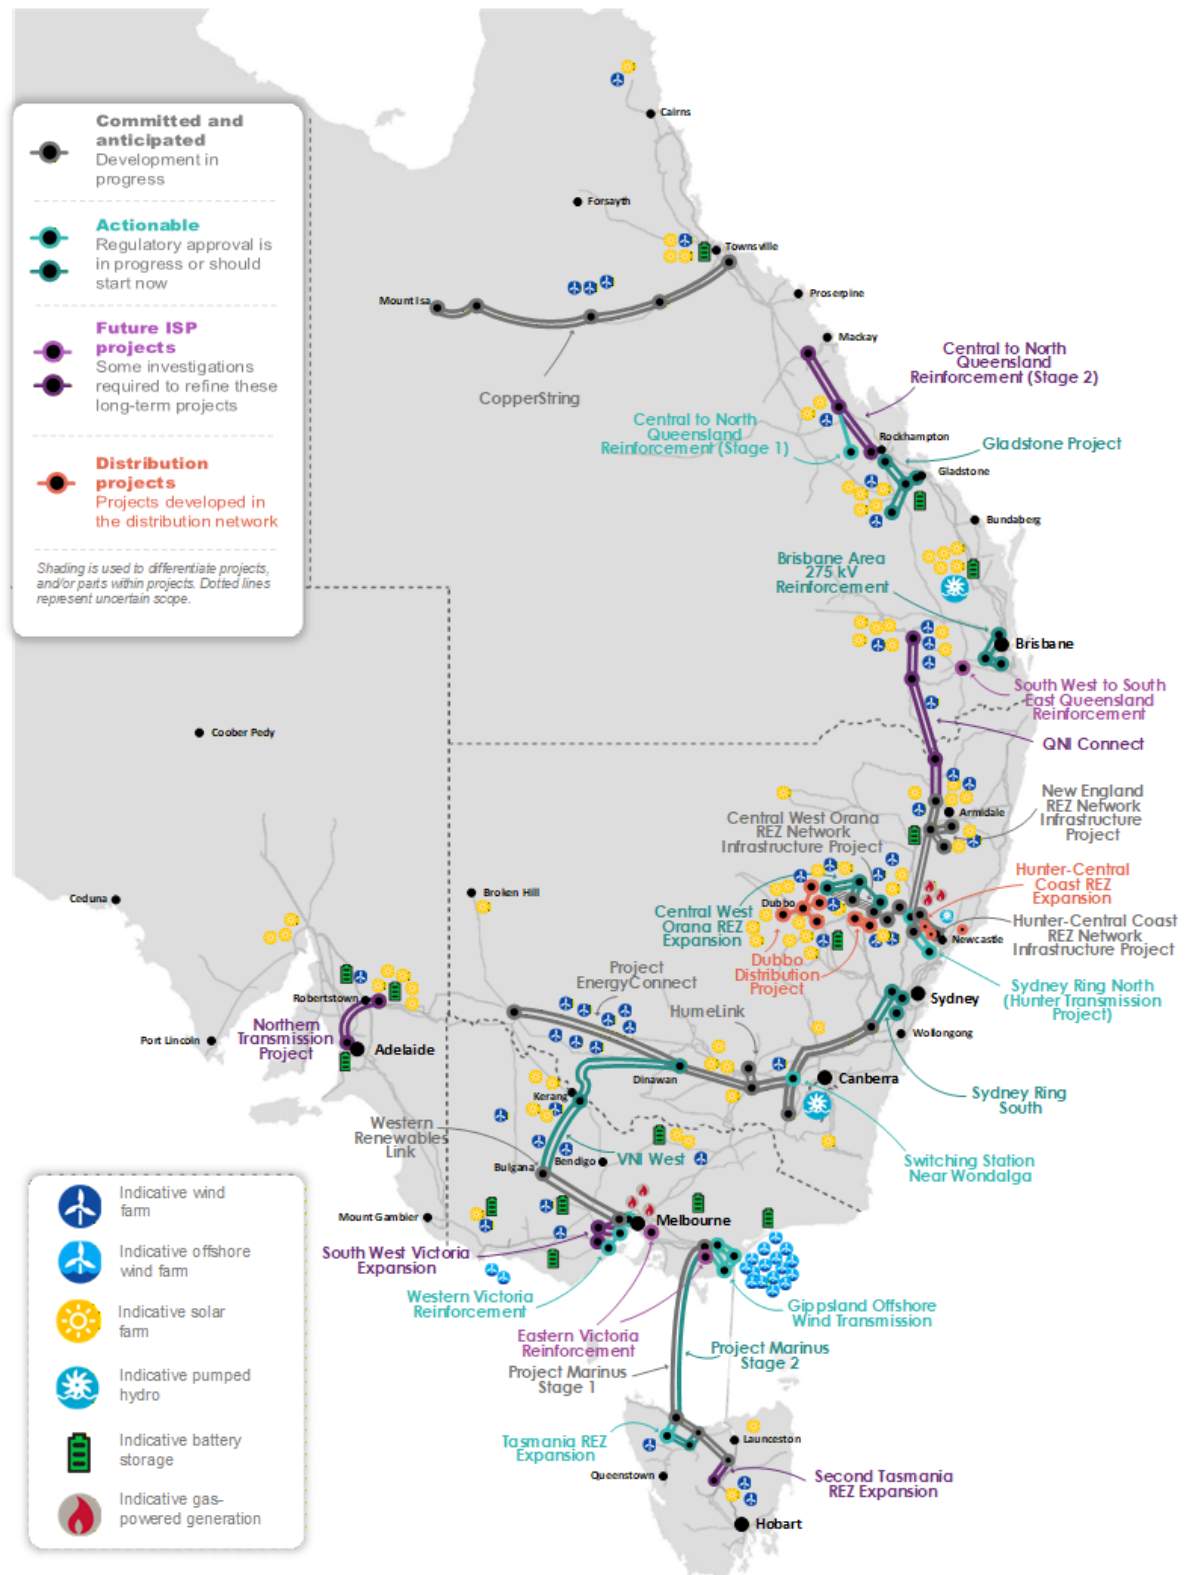 Committed and
anticipated
Development in
progress
Actionable
Regulatory approval is
in progress or should
start now
Future ISP
projects
Some investigations
required to refine these
long-term projects
Distribution
projects
Projects developed in
the distribution network
Shading is used to differentiate projects,
and/or parts within projects. Dotted lines
represent uncertain scope.
Cairns
Forsayth
Townsville
Mount Isa
Proserpine
Mackay
CopperString
Central to North
Queensland
Reinforcement (Stage 2)
Central to North
Queensland
Reinforcement (Stage 1)
Rockhampton
Gladstone Project
Gladstone
Bundaberg
Brisbane Area
275 kV
Reinforcement
Brisbane
South West to South
East Queensland
Reinforcement
Coober Pedy
QNI Connect
New England
REZ Network
Infrastructure
Project
Armidale
Central West Orana
REZ Network
Infrastructure Project
Hunter-Central
Coast REZ
Expansion
Broken Hill
Ceduna
Dubbo
Central West
Orana REZ
Expansion
Hunter-Central Coast
REZ Network
Infrastructure Project
Newcastle
Dubbo
Distribution
Project
Project
EnergyConnect
Sydney Ring North
(Hunter Transmission
Project)
Robertstown
Sydney
HumeLink
Northern
Transmission
Project
Port Lincoln
Adelaide
Wollongong
Dinawan
Canberra
Kerang
Sydney Ring
South
Western
Renewables
Link
VNI West
Bulgana
Bendigo
Switching Station
Near Wondalga
Indicative wind
farm
Indicative offshore
wind farm
Indicative solar
farm
Indicative pumped
hydro
Indicative battery
storage
Indicative gas-
powered generation
Mount Gambier
Melbourne
South West Victoria
Expansion
Western Victoria
Reinforcement
Gippsland Offshore
Wind Transmission
Eastern Victoria
Reinforcement
Project Marinus
Stage 2
Project Marinus
Stage 1
Tasmania REZ
Expansion
Launceston
Queenstown
Second Tasmania
REZ Expansion
Hobart